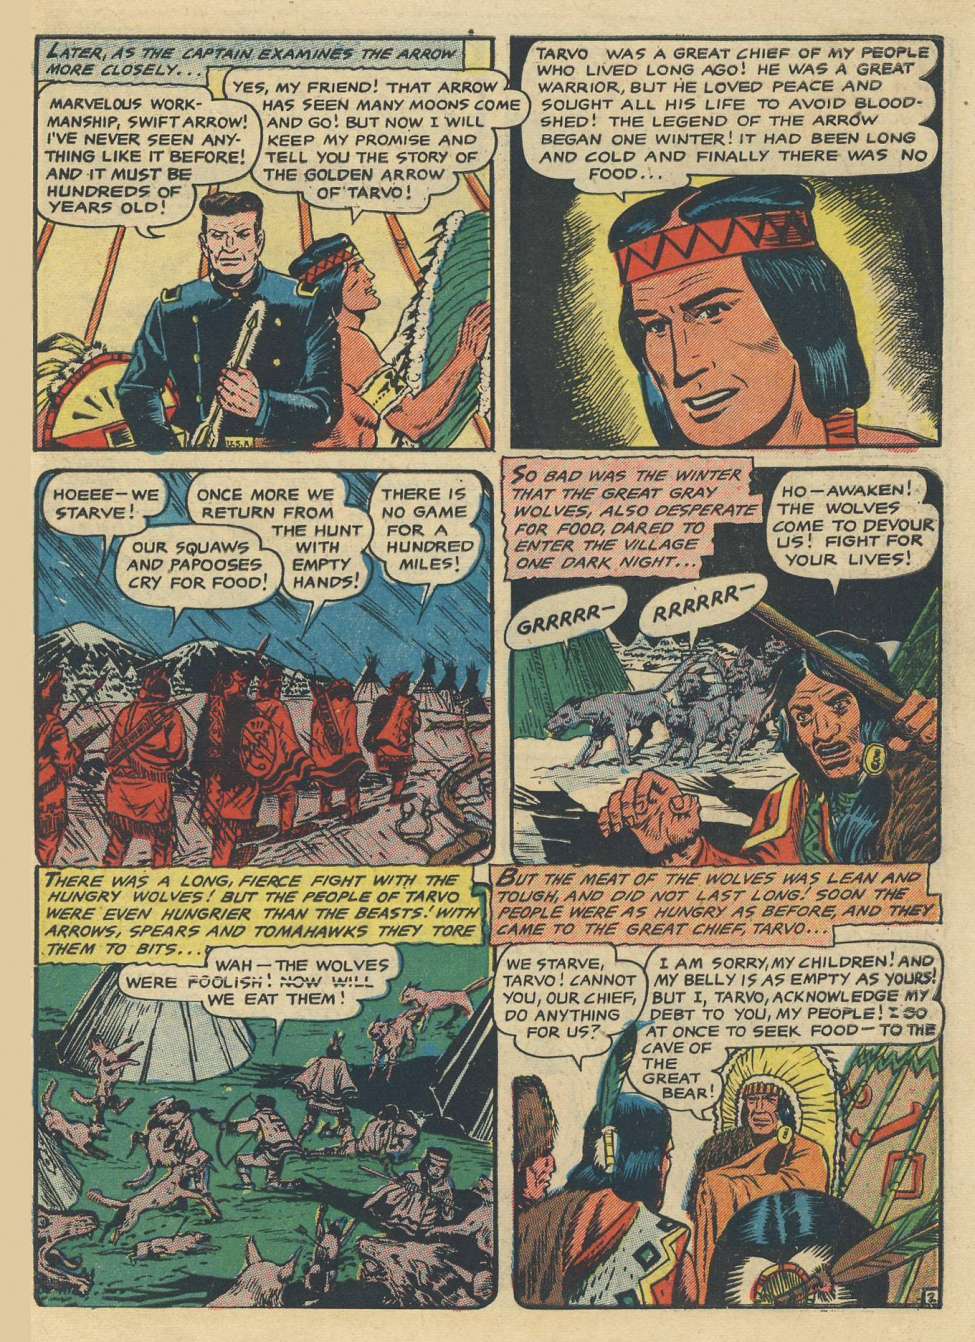 LATER, AS THE CAPTAIN EXAMINES THE ARROW
MORE CLOSELY...
MARVELOUS WORK-
MANSHIP, SWIFT ARROW!
I'VE NEVER SEEN ANY-
THING LIKE IT BEFORE!
AND IT MUST BE
HUNDREDS OF
YEARS OLD!
YES, MY FRIEND! THAT ARROW
HAS SEEN MANY MOONS COME
AND GO! BUT NOW I WILL
KEEP MY PROMISE AND
TELL YOU THE STORY OF
THE GOLDEN ARROW
OF TARVO!
U.S.A.
TARVO WAS A GREAT CHIEF OF MY PEOPLE
WHO LIVED LONG AGO! HE WAS A GREAT
WARRIOR, BUT HE LOVED PEACE AND
SOUGHT ALL HIS LIFE TO AVOID BLOOD-
SHED! THE LEGEND OF THE ARROW
BEGAN ONE WINTER! IT HAD BEEN LONG
AND COLD AND FINALLY THERE WAS NO
FOOD...
HOEEE-WE
STARVE!
OUR SQUAWS
AND PAPOOSES
CRY FOR FOOD!
ONCE MORE WE
RETURN FROM
THE HUNT
WITH
EMPTY
HANDS!
THERE IS
NO GAME
FOR A
HUNDRED
MILES!
SO BAD WAS THE WINTER
THAT THE GREAT GRAY
WOLVES, ALSO DESPERATE
FOR FOOD, DARED TO
ENTER THE VILLAGE
ONE DARK NIGHT...
GRRRRR-
RRRRRR-
HO-AWAKEN!
THE WOLVES
COME TO DEVOUR
US! FIGHT FOR
YOUR LIVES!
THERE WAS A LONG, FIERCE FIGHT WITH THE
HUNGRY WOLVES! BUT THE PEOPLE OF TARVO
WERE EVEN HUNGRIER THAN THE BEASTS! WITH
ARROWS, SPEARS AND TOMAHAWKS THEY TORE
THEM TO BITS...
WAH-THE WOLVES
WERE FOOLISH! NOW WILL
WE EAT THEM!
BUT THE MEAT OF THE WOLVES WAS LEAN AND
TOUGH, AND DID NOT LAST LONG! SOON THE
PEOPLE WERE AS HUNGRY AS BEFORE, AND THEY
CAME TO THE GREAT CHIEF, TARVO...
WE STARVE,
TARVO! CANNOT
YOU, OUR CHIEF,
DO ANYTHING
FOR US?
I AM SORRY, MY CHILDREN! AND
MY BELLY IS AS EMPTY AS YOURS!
BUT I, TARVO, ACKNOWLEDGE MY
DEBT TO YOU, MY PEOPLE! I GO
AT ONCE TO SEEK FOOD-TO THE
CAVE OF
THE
GREAT
BEAR!
2